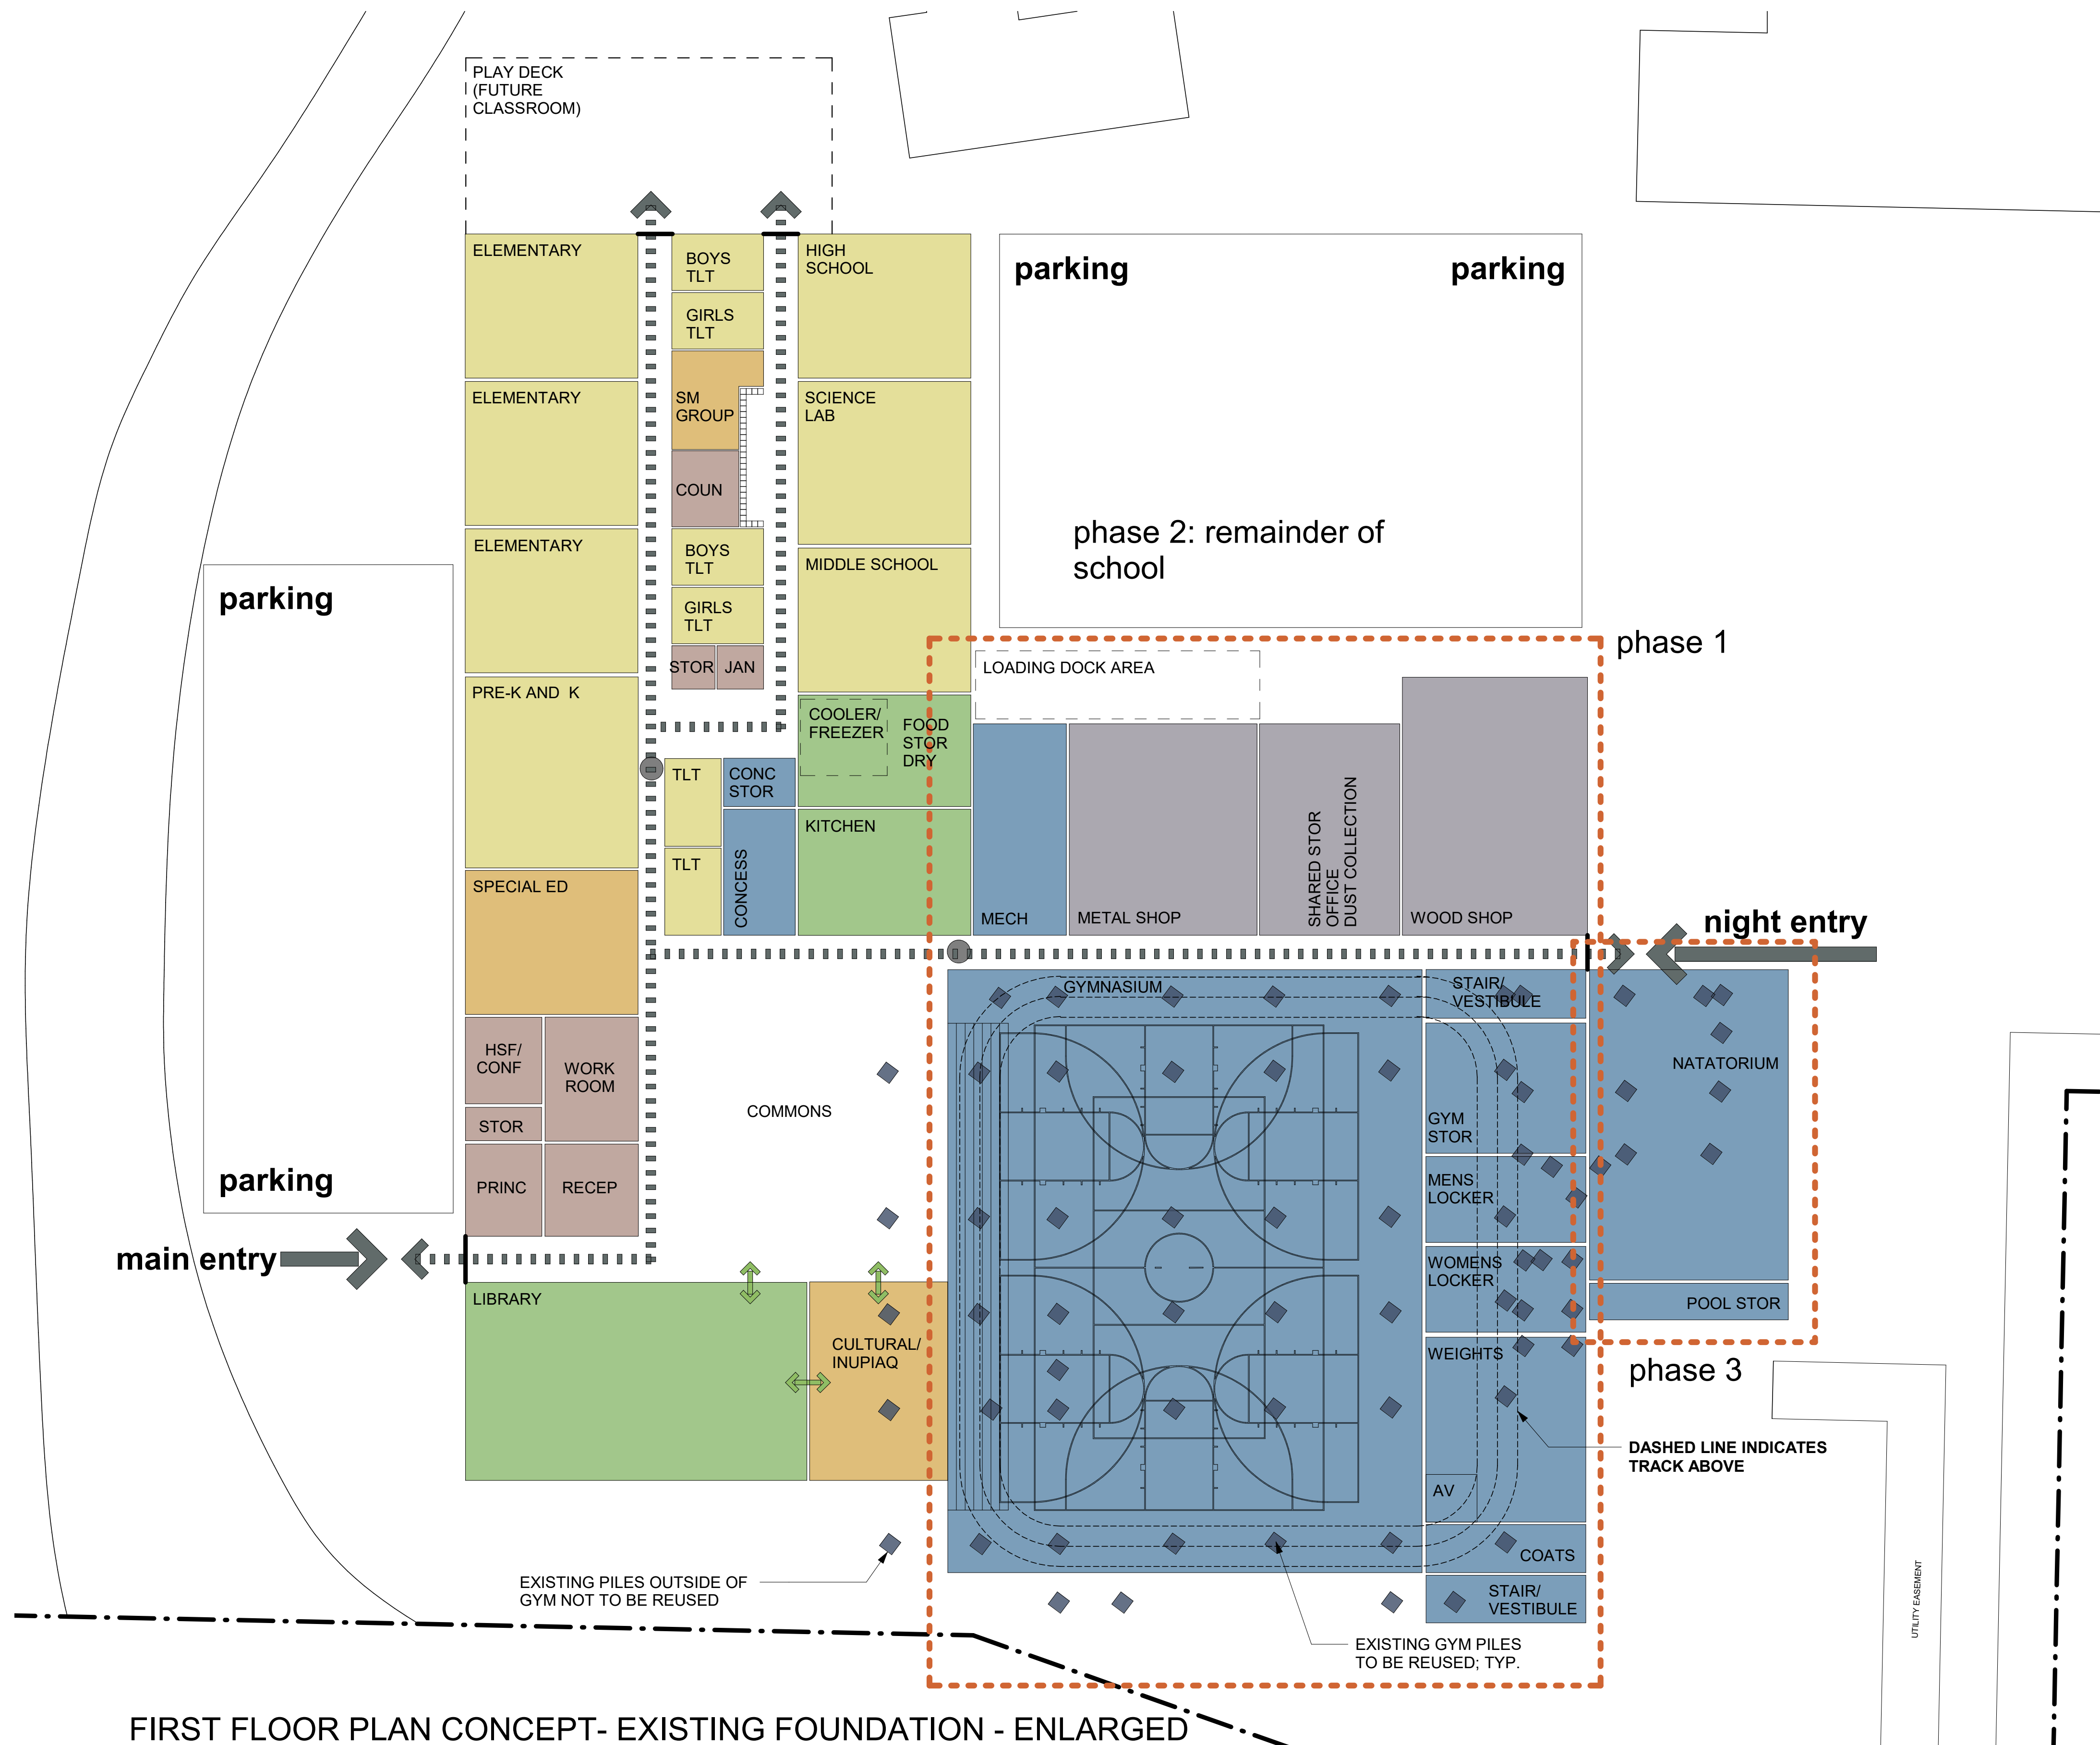 PLAY DECK
(FUTURE
CLASSROOM)
ELEMENTARY
BOYS
TLT
HIGH
SCHOOL
parking
parking
GIRLS
TLT
ELEMENTARY
SM
GROUP
SCIENCE
LAB
COUN
phase 2: remainder of
school
ELEMENTARY
BOYS
TLT
MIDDLE SCHOOL
parking
GIRLS
TLT
phase 1
STOR
JAN
LOADING DOCK AREA
PRE-K AND  K
COOLER/
FREEZER
FOOD
STOR
DRY
TLT
CONC
STOR
KITCHEN
TLT
CONCESS
SPECIAL ED
MECH
METAL SHOP
SHARED STOR
OFFICE
DUST COLLECTION
WOOD SHOP
night entry
GYMNASIUM
STAIR/
VESTIBULE
HSF/
CONF
WORK
ROOM
NATATORIUM
COMMONS
STOR
GYM
STOR
parking
PRINC
RECEP
MENS
LOCKER
main entry
WOMENS
LOCKER
LIBRARY
POOL STOR
CULTURAL/
INUPIAQ
WEIGHTS
phase 3
DASHED LINE INDICATES
TRACK ABOVE
AV
COATS
EXISTING PILES OUTSIDE OF
GYM NOT TO BE REUSED
STAIR/
VESTIBULE
UTILITY EASEMENT
EXISTING GYM PILES
TO BE REUSED; TYP.
FIRST FLOOR PLAN CONCEPT- EXISTING FOUNDATION - ENLARGED